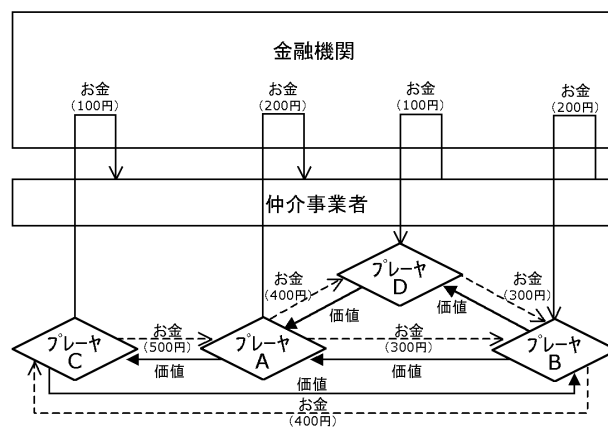 金融機関
お金
(100円)
お金
(200円)
お金
(100円)
お金
(200円)
仲介事業者
プレーヤ
D
お金
(400円)
お金
(300円)
価値
価値
プレーヤ
C
お金
(500円)
価値
プレーヤ
A
お金
(300円)
価値
プレーヤ
B
価値
お金
(400円)